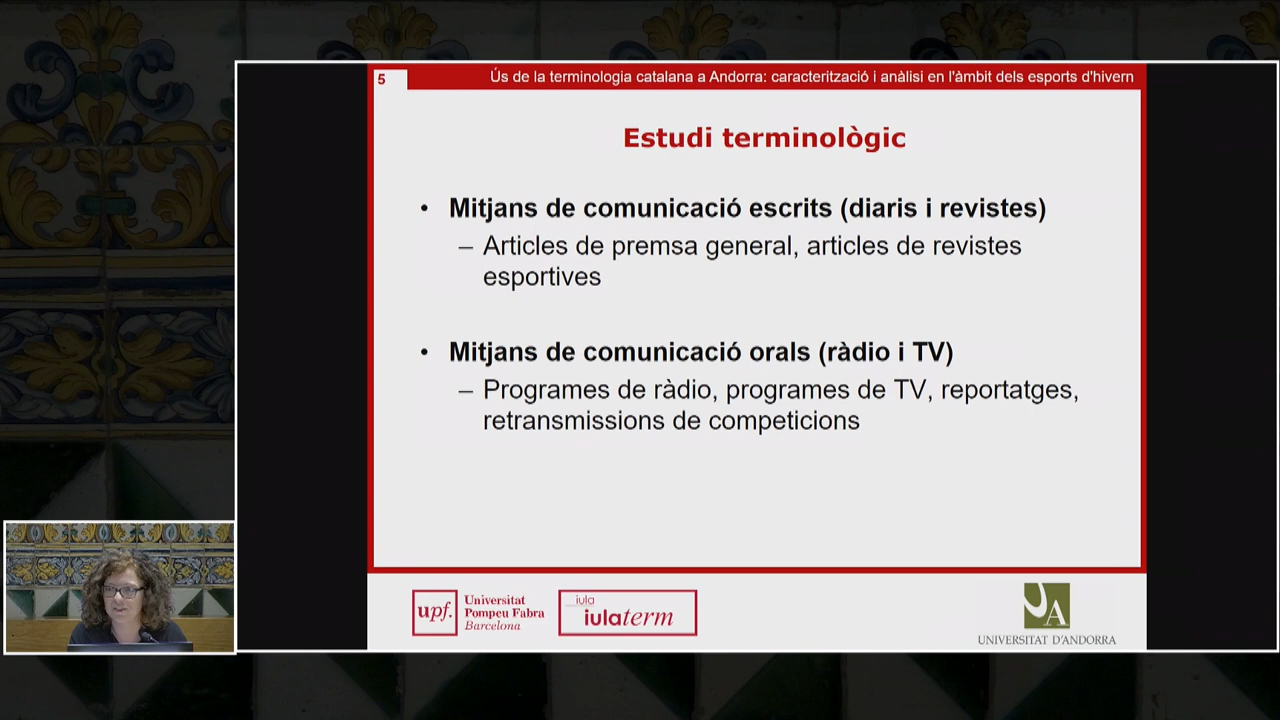 5
Ús de la terminologia catalana a Andorra: caracterització i anàlisi en l'àmbit dels esports d'hivern
Estudi terminològic
• Mitjans de comunicació escrits (diaris i revistes)
– Articles de premsa general, articles de revistes
esportives
• Mitjans de comunicació orals (ràdio i TV)
– Programes de ràdio, programes de TV, reportatges,
retransmissions de competicions
upf.
Universitat
Pompeu Fabra
Barcelona
iula
iulaterm
UA
UNIVERSITAT D'ANDORRA